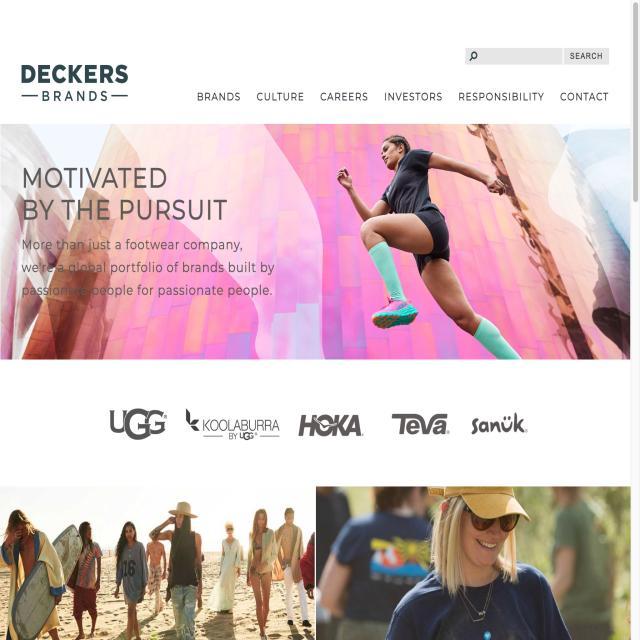 SEARCH
DECKERS
BRANDS
BRANDS CULTURE CAREERS INVESTORS RESPONSIBILITY CONTACT
MOTIVATED
BY THE PURSUIT
More than just a footwear company,
we're a global portfolio of brands built by
passionate people for passionate people.
UGG®
KOOLABURRA
BY UGG®
HOKA
Teva®
sanük
16